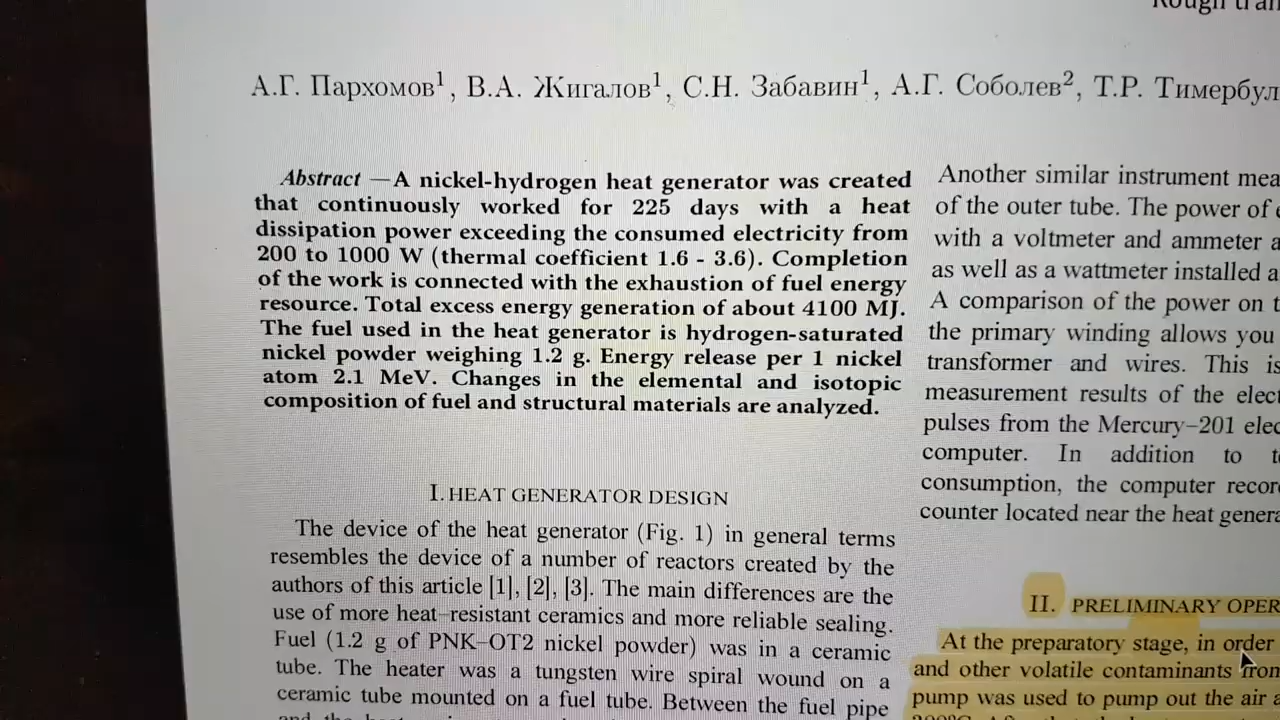 Rough
А.Г. Пархомов1, В.А. Жигалов1, С.Н. Забавин1, А.Г. Соболев2, Т.Р.
Abstract —A nickel-hydrogen heat generator was created
that continuously worked for 225 days with a heat
dissipation power exceeding the consumed electricity from
200 to 1000 W (thermal coefficient 1.6 - 3.6). Completion
of the work is connected with the exhaustion of fuel energy
resource. Total excess energy generation of about 4100 MJ.
The fuel used in the heat generator is hydrogen-saturated
nickel powder weighing 1.2 g. Energy release per 1 nickel
atom 2.1 MeV. Changes in the elemental and isotopic
composition of fuel and structural materials are analyzed.
I. HEAT GENERATOR DESIGN
The device of the heat generator (Fig. 1) in general terms
resembles the device of a number of reactors created by the
authors of this article [1], [2], [3]. The main differences are the
use of more heat–resistant ceramics and more reliable sealing.
Fuel (1.2 g of PNK–OT2 nickel powder) was in a ceramic
tube. The heater was a tungsten wire spiral wound on a
ceramic tube mounted on a fuel tube. Between the fuel pipe
Another similar instrument
of the outer tube. The power of
with a voltmeter and ammeter
as well as a wattmeter installed
A comparison of the power on
the primary winding allows you
transformer and wires. This is
measurement results of the
pulses from the Mercury–201
computer. In addition to
consumption, the computer
counter located near the heat
II. PRELIMINARY
At the preparatory stage, in order
and other volatile contaminants from
pump was used to pump out the air